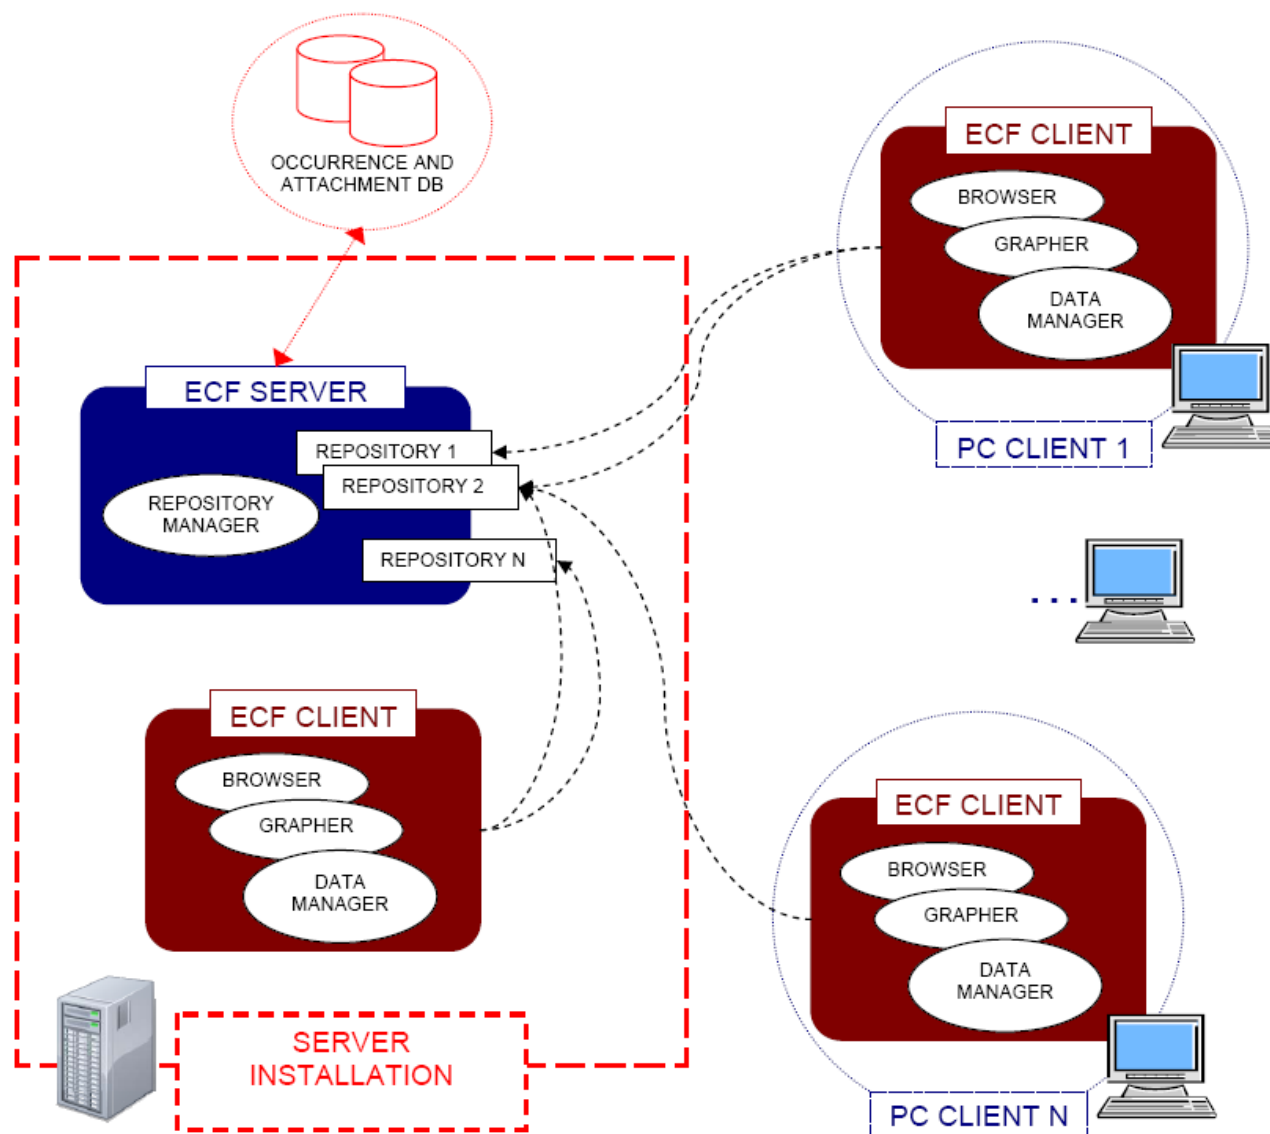 OCCURRENCE AND
ATTACHMENT DB
ECF CLIENT
BROWSER
GRAPHER
DATA
MANAGER
PC CLIENT 1
ECF SERVER
REPOSITORY 1
REPOSITORY 2
REPOSITORY
MANAGER
REPOSITORY N
...
ECF CLIENT
BROWSER
GRAPHER
DATA
MANAGER
ECF CLIENT
BROWSER
GRAPHER
DATA
MANAGER
SERVER
INSTALLATION
PC CLIENT N